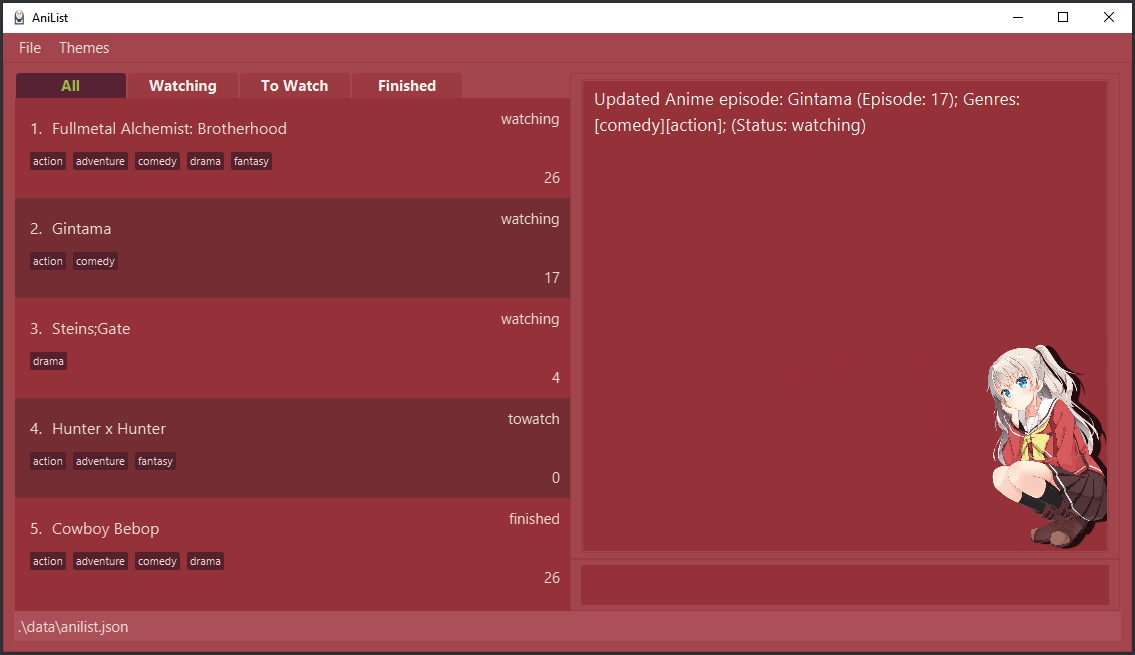 AniList
File Themes
All Watching To Watch Finished
1. Fullmetal Alchemist: Brotherhood
watching
action adventure comedy drama fantasy
26
2. Gintama
watching
action comedy
17
3. Steins;Gate
watching
drama
4
4. Hunter x Hunter
towatch
action adventure fantasy
0
5. Cowboy Bebop
finished
action adventure comedy drama
26
Updated Anime episode: Gintama (Episode: 17); Genres:
[comedy][action]; (Status: watching)
.\data\anilist.json